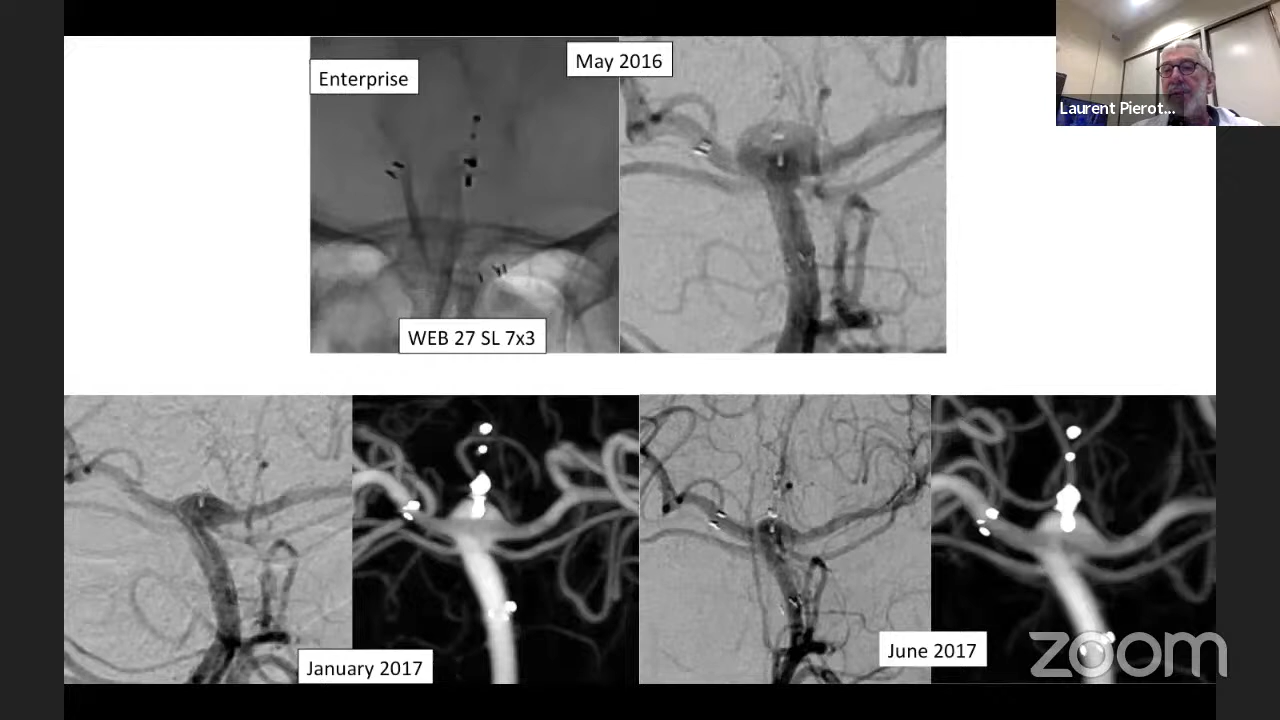 May 2016
Enterprise
WEB 27 SL 7x3
Laurent Pierot...
January 2017
June 2017
zoom